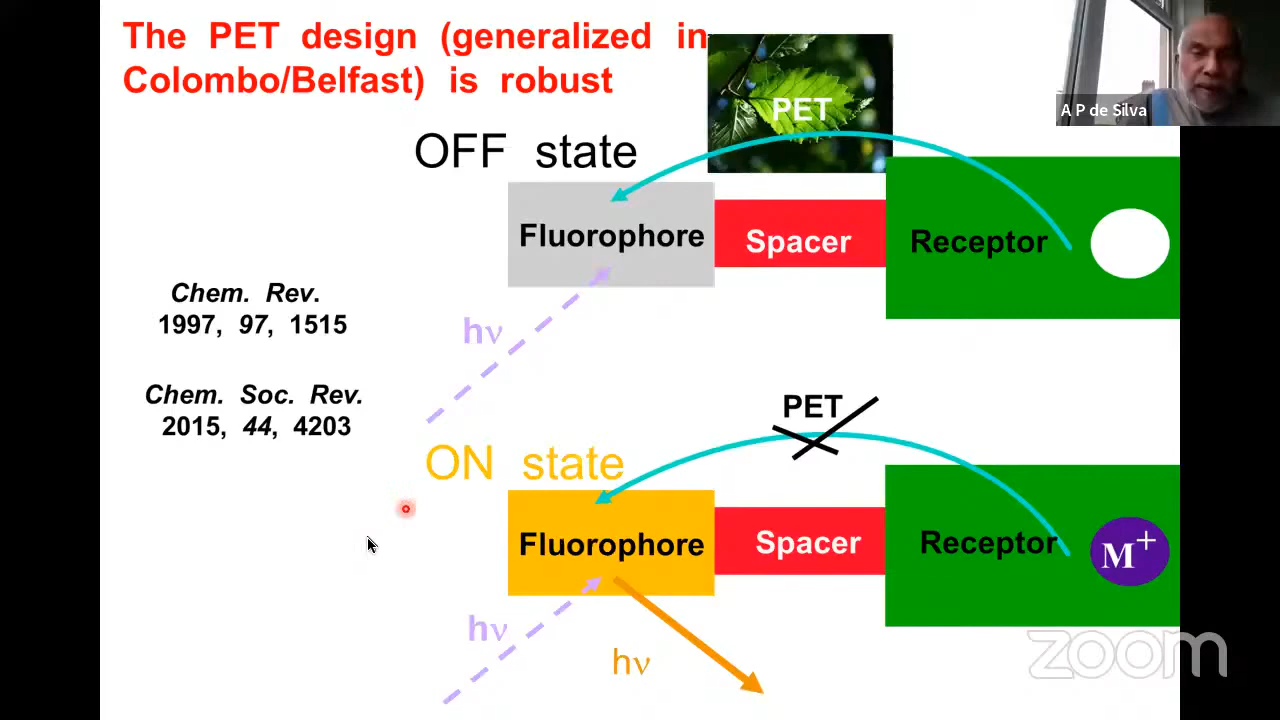 The PET design (generalized in
Colombo/Belfast) is robust
PET
A P de Silva
OFF state
Fluorophore
Spacer
Receptor
Chem. Rev.
1997, 97, 1515
hν
Chem. Soc. Rev.
2015, 44, 4203
PET
ON state
Fluorophore
Spacer
Receptor
M+
hν
hν
zoom